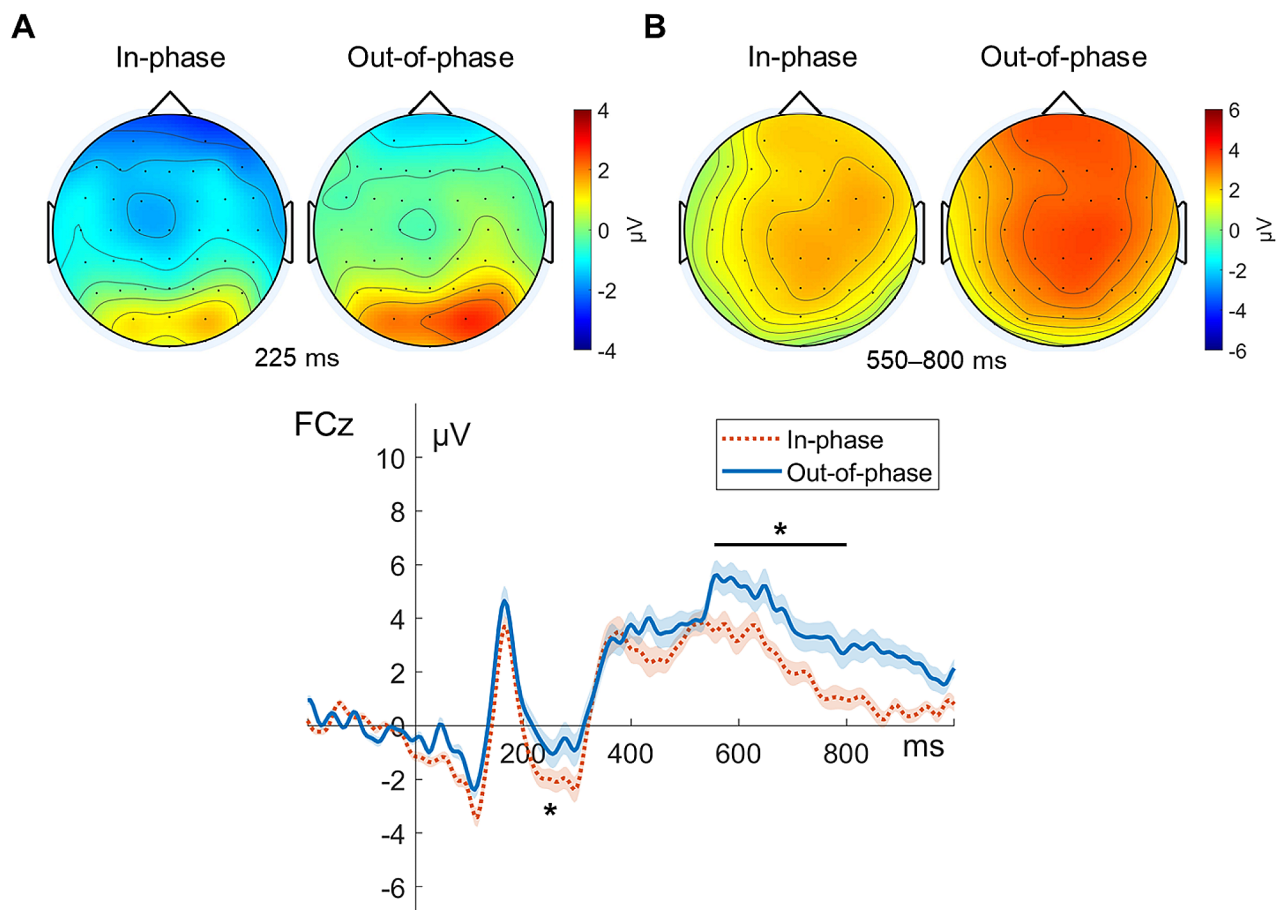 A
B
In-phase
Out-of-phase
In-phase
Out-of-phase
4
2
0
-2
-4
µV
6
4
2
0
-2
-4
-6
µV
225 ms
550–800 ms
FCz
µV
In-phase
Out-of-phase
10
8
6
4
2
0
-2
-4
-6
*
200
400
600
800
ms
*